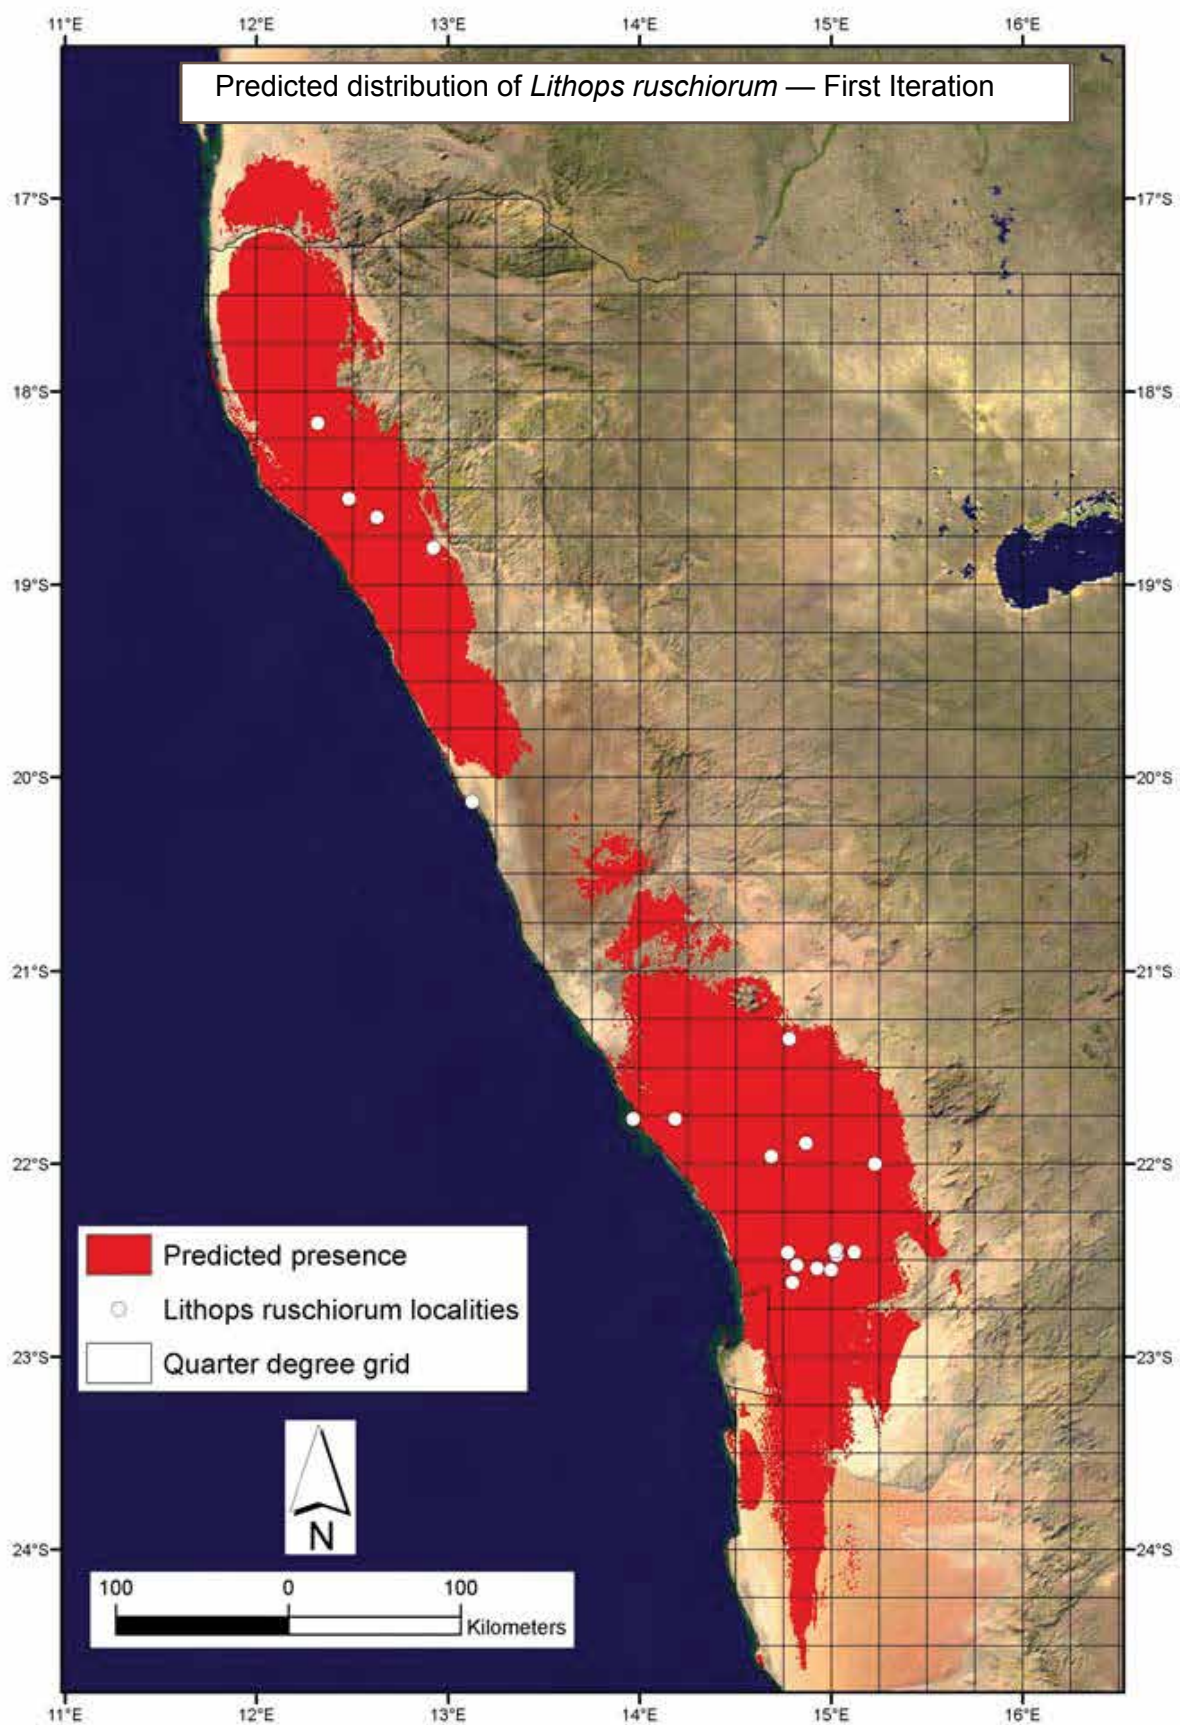 11°E 12°E 13°E 14°E 15°E 16°E
Predicted distribution of Lithops ruschiorum — First Iteration
17°S 17°S
18°S 18°S
19°S 19°S
20°S 20°S
21°S 21°S
22°S 22°S
Predicted presence
Lithops ruschiorum localities
Quarter degree grid
23°S 23°S
N
24°S 24°S
100 0 100
Kilometers
11°E 12°E 13°E 14°E 15°E 16°E